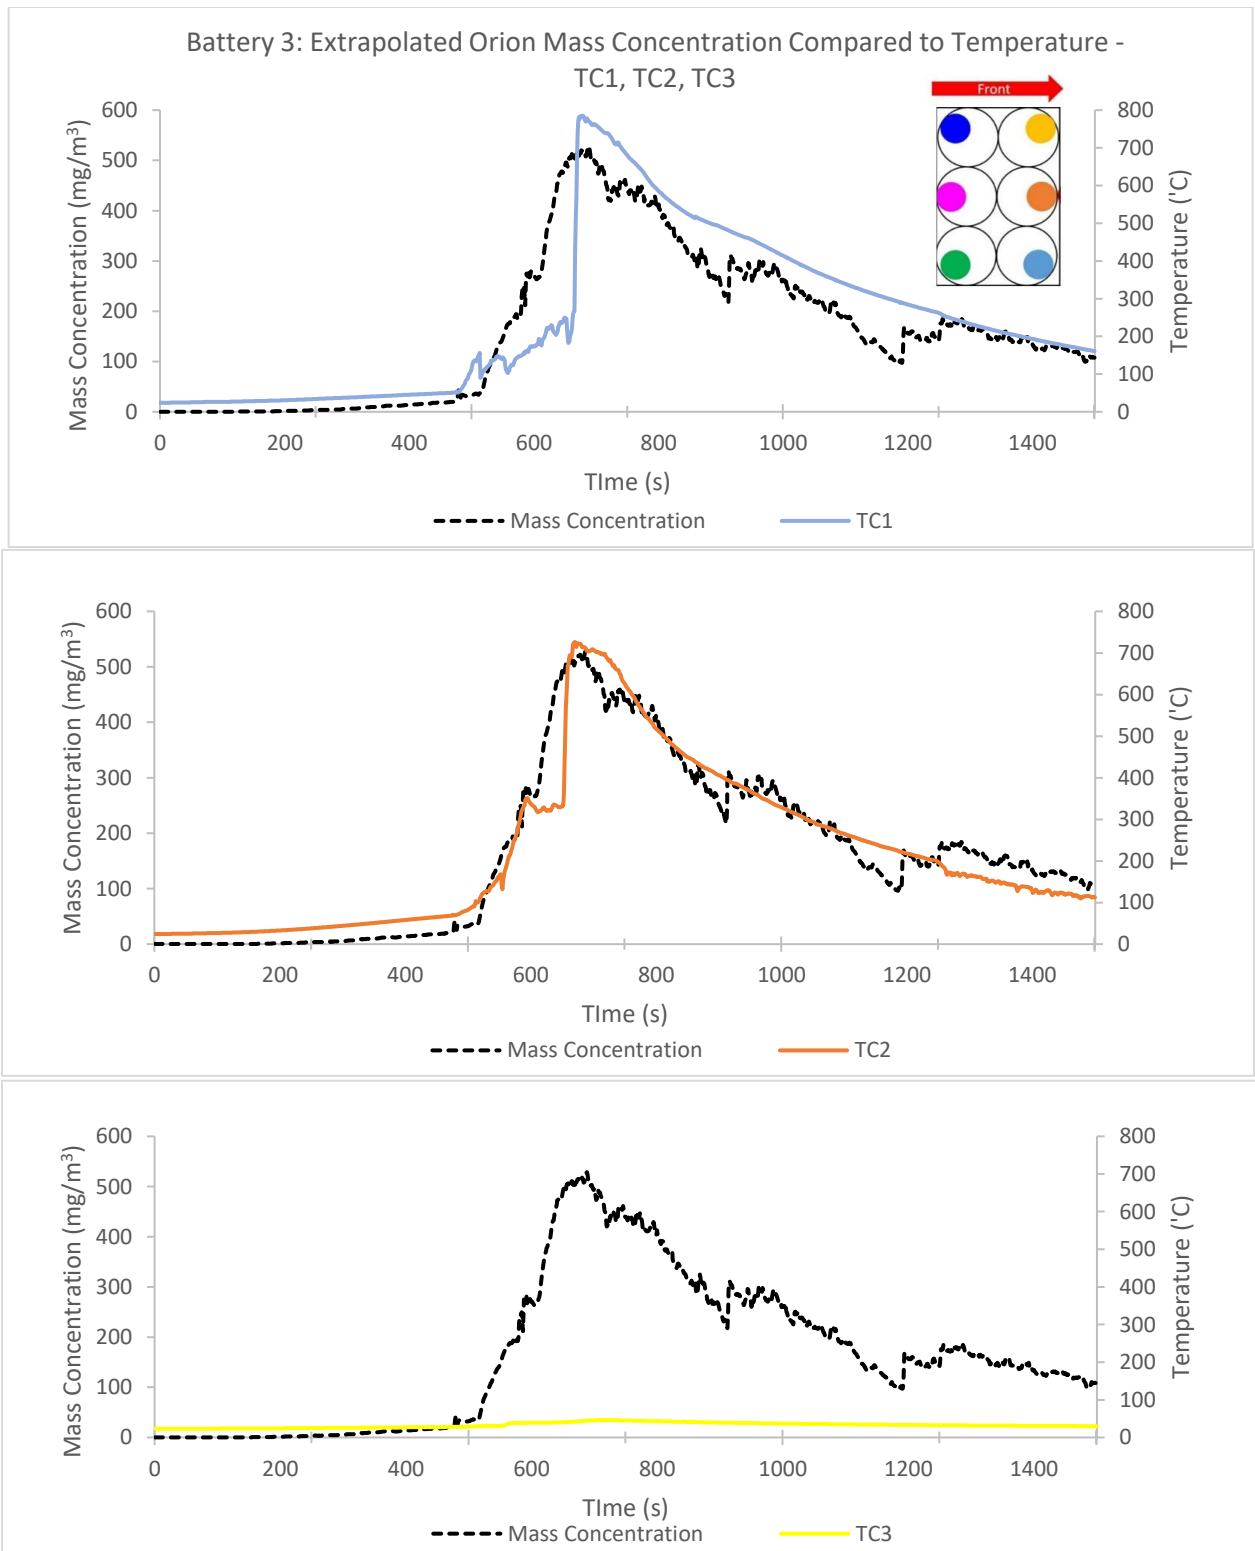 Battery 3: Extrapolated Orion Mass Concentration Compared to Temperature -
TC1, TC2, TC3
Front
Mass Concentration (mg/m³)
600
500
400
300
200
100
0
800
700
600
500
400
300
200
100
0
Temperature ('C)
0 200 400 600 800 1000 1200 1400
TIme (s)
Mass Concentration TC1
Mass Concentration (mg/m³)
600
500
400
300
200
100
0
800
700
600
500
400
300
200
100
0
Temperature ('C)
0 200 400 600 800 1000 1200 1400
TIme (s)
Mass Concentration TC2
Mass Concentration (mg/m³)
600
500
400
300
200
100
0
800
700
600
500
400
300
200
100
0
Temperature ('C)
0 200 400 600 800 1000 1200 1400
TIme (s)
Mass Concentration TC3